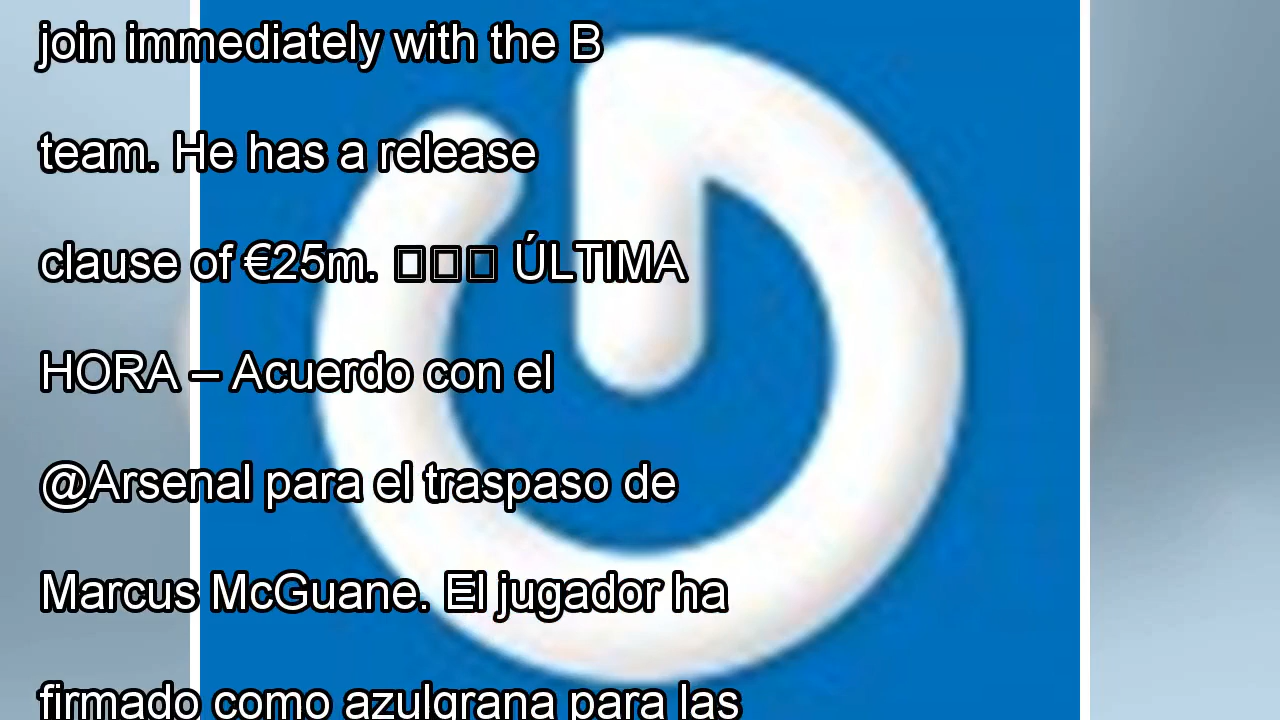 join immediately with the B
team. He has a release
clause of €25m. □□□ ÚLTIMA
HORA – Acuerdo con el
@Arsenal para el traspaso de
Marcus McGuane. El jugador ha
firmado como azulgrana para las